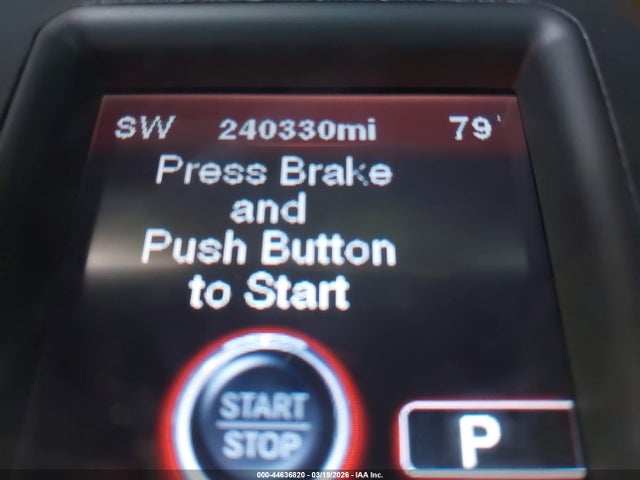 SW 240330mi 79
Press Brake
and
Push Button
to Start
START
STOP
P
000-44636820 - 03/19/2026 - IAA Inc.